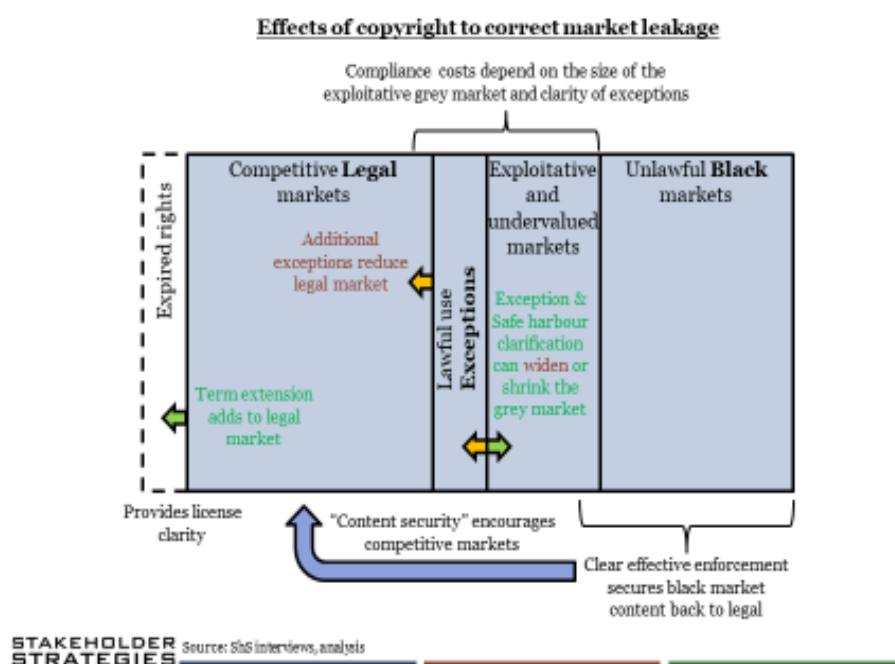 Effects of copyright to correct market leakage
Compliance costs depend on the size of the
exploitative grey market and clarity of exceptions
Expired rights
Competitive Legal
markets
Additional
exceptions reduce
legal market
Term extension
adds to legal
market
Lawful use
Exceptions
Exploitative
and
undervalued
markets
Exception &
Safe harbour
clarification
can widen or
shrink the
grey market
Unlawful Black
markets
Provides license
clarity
"Content security" encourages
competitive markets
Clear effective enforcement
secures black market
content back to legal
STAKEHOLDER
STRATEGIES
Source: ShS interviews, analysis